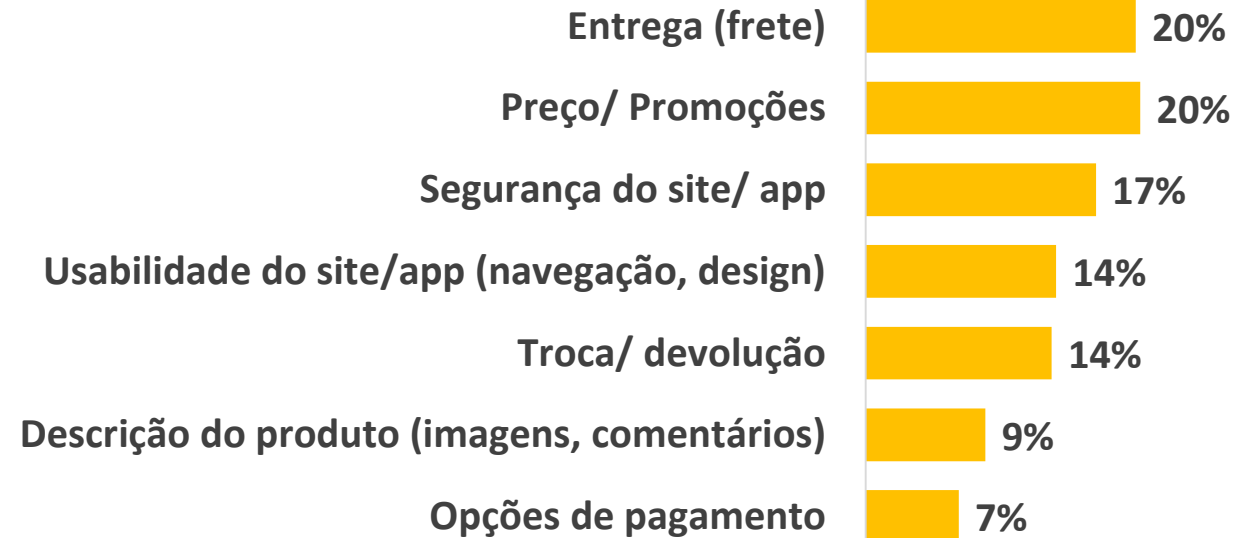 Entrega (frete) 20%
Preço/ Promoções 20%
Segurança do site/ app 17%
Usabilidade do site/app (navegação, design) 14%
Troca/ devolução 14%
Descrição do produto (imagens, comentários) 9%
Opções de pagamento 7%